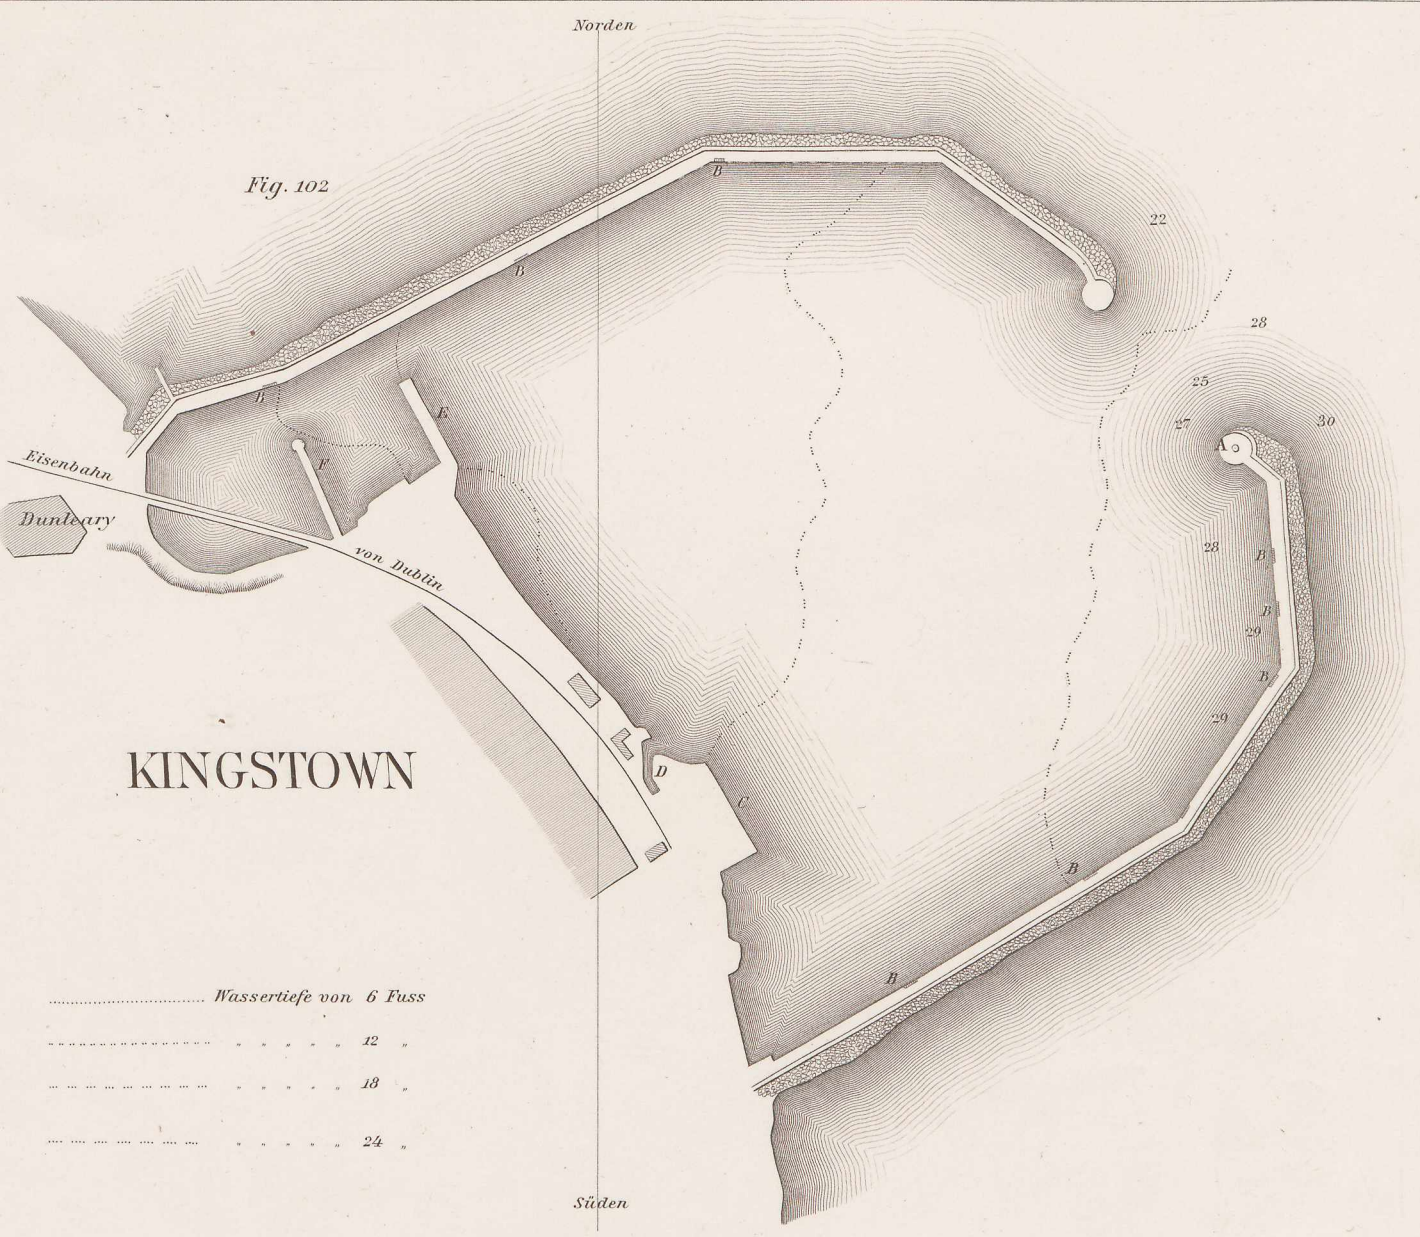 Norden
Fig. 102
B
22
B
28
25
B
E
27
A
30
F
Eisenbahn
Dunleary
von Dublin
28
B
B
29
B
29
KINGSTOWN
D
C
B
B
Wassertiefe von 6 Fuss
" " " " " 12 "
" " " " " 18 "
" " " " " 24 "
Süden